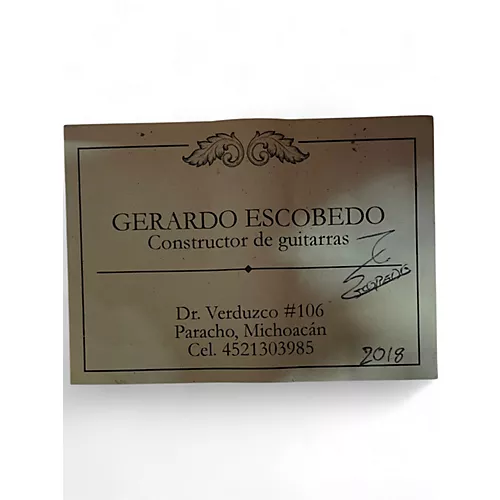 GERARDO ESCOBEDO
Constructor de guitarras
Dr. Verduzco #106
Paracho, Michoacán
Cel. 4521303985
2018